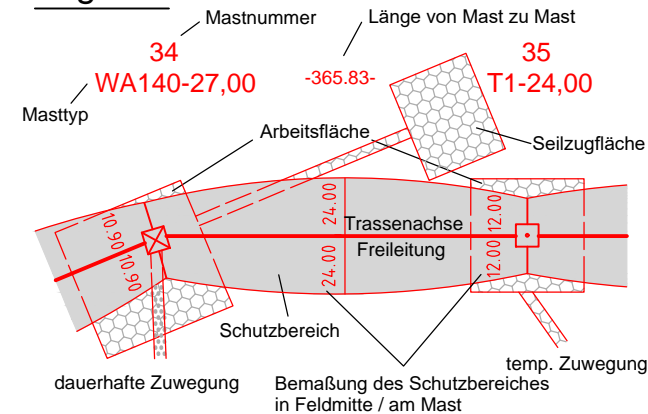 Mastnummer
Länge von Mast zu Mast
34
-365.83-
35
WA140-27,00
T1-24,00
Masttyp
Arbeitsfläche
Seilzugfläche
10.90
10.90
24.00
24.00
12.00
12.00
Trassenachse
Freileitung
Schutzbereich
temp. Zuwegung
dauerhafte Zuwegung
Bemaßung des Schutzbereiches
in Feldmitte / am Mast